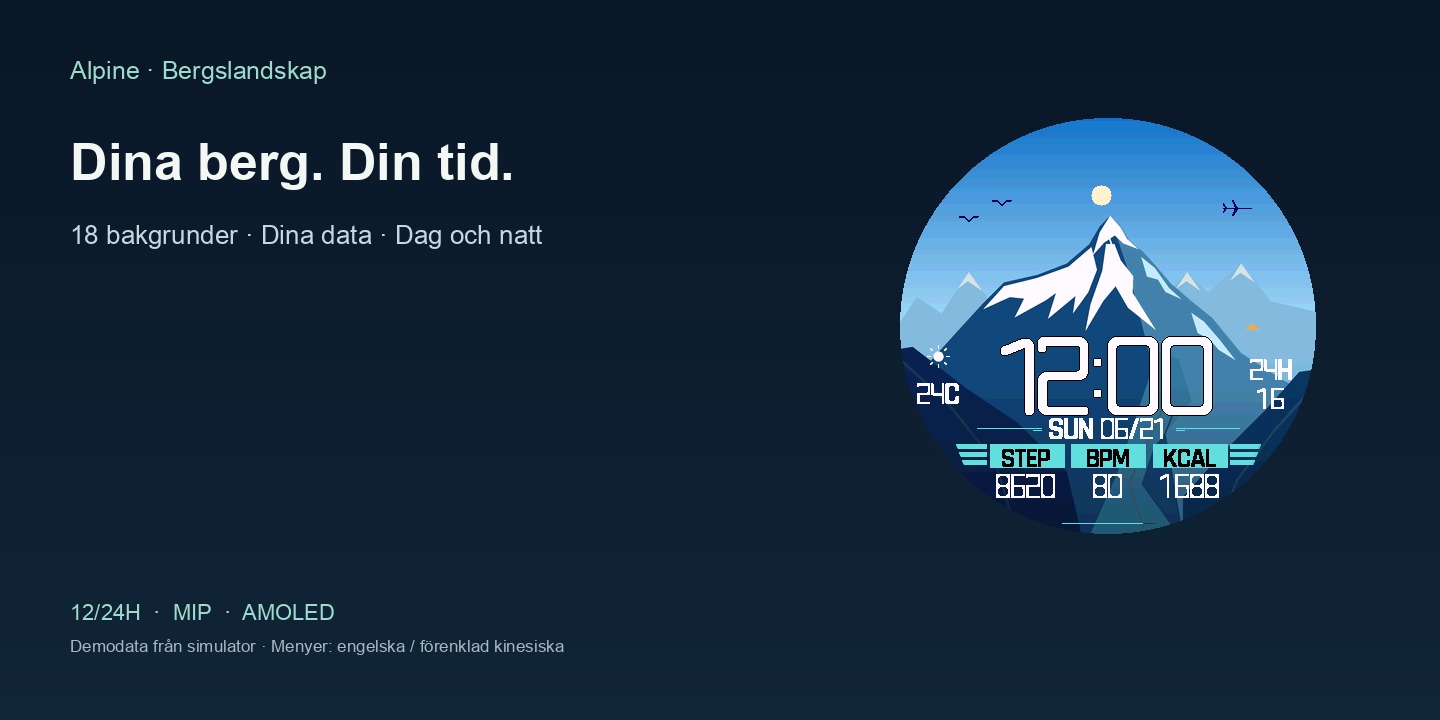 Alpine · Bergslandskap
Dina berg. Din tid.
18 bakgrunder · Dina data · Dag och natt
12:00
24C
24H
16
SUN 06/21
STEP BPM KCAL
8620 80 1688
12/24H · MIP · AMOLED
Demodata från simulator · Menyer: engelska / förenklad kinesiska